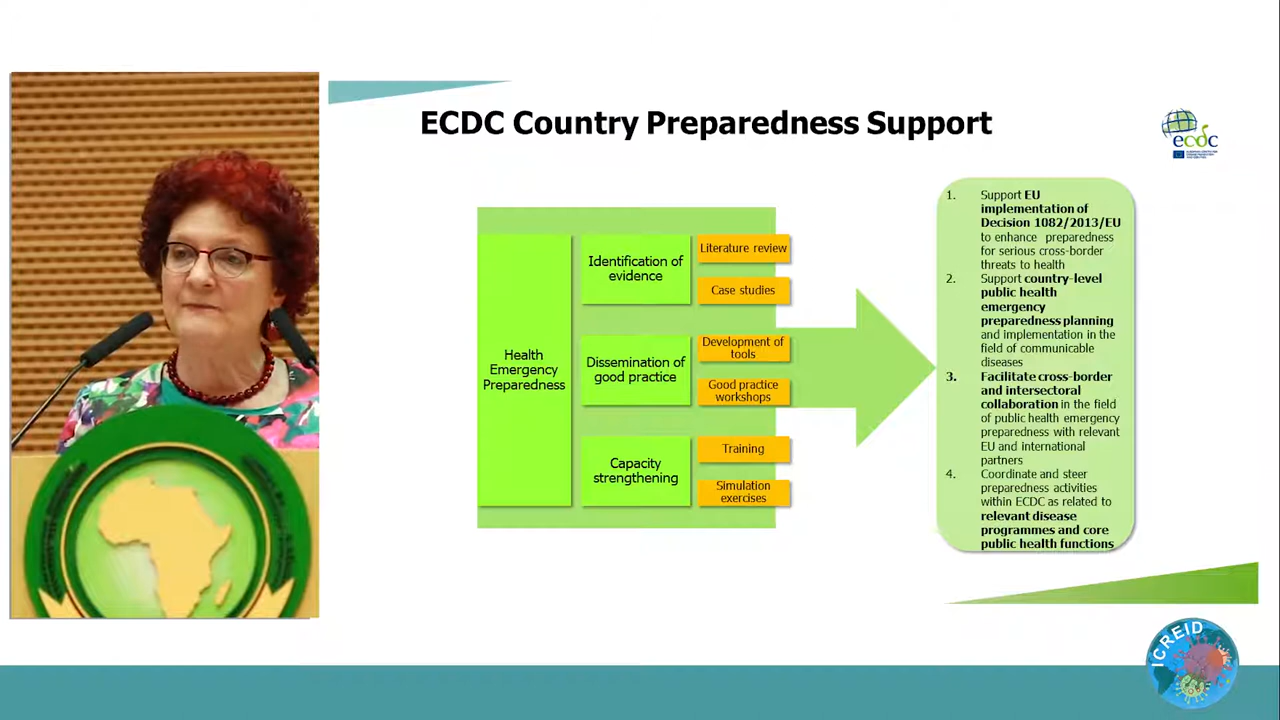 ECDC Country Preparedness Support
ecdc
Health
Emergency
Preparedness
Identification of
evidence
Literature review
Case studies
Dissemination of
good practice
Development of
tools
Good practice
workshops
Capacity
strengthening
Training
Simulation
exercises
1. Support EU
implementation of
Decision 1082/2013/EU
to enhance preparedness
for serious cross-border
threats to health
2. Support country-level
public health
emergency
preparedness planning
and implementation in the
field of communicable
diseases
3. Facilitate cross-border
and intersectoral
collaboration in the field
of public health emergency
preparedness with relevant
EU and international
partners
4. Coordinate and steer
preparedness activities
within ECDC as related to
relevant disease
programmes and core
public health functions
ICREID